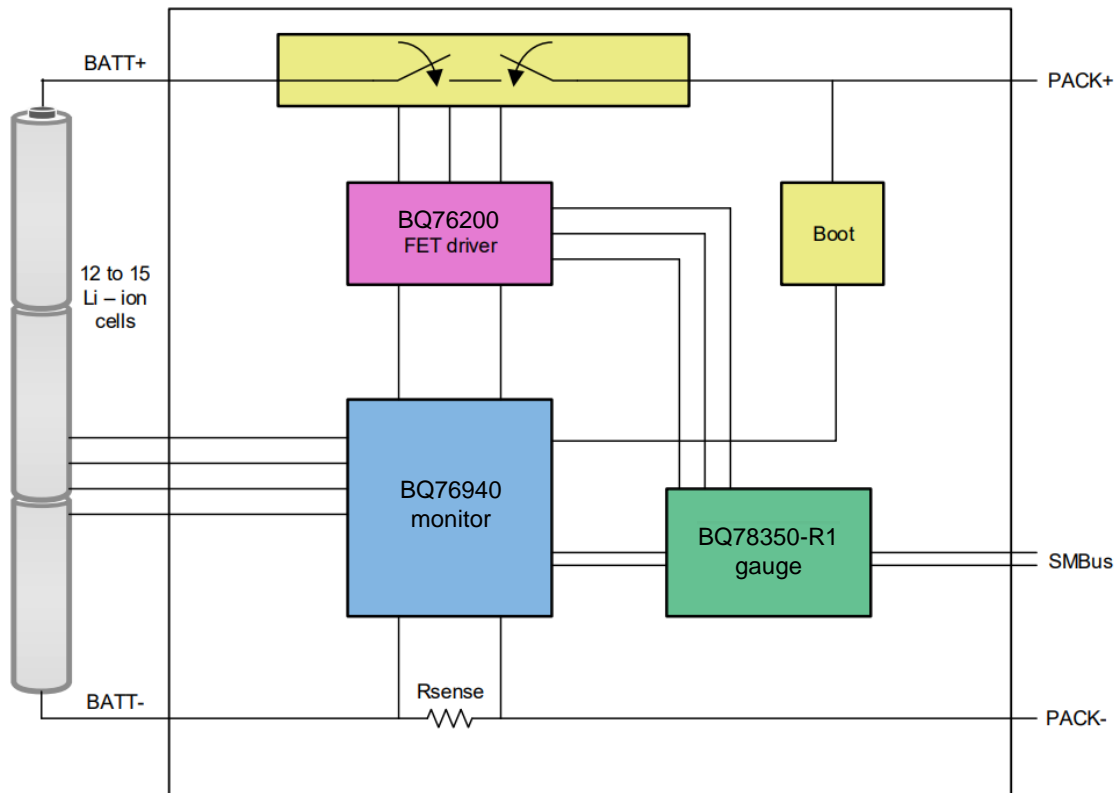 BATT+
PACK+
BQ76200
FET driver
Boot
12 to 15
Li – ion
cells
BQ76940
monitor
BQ78350-R1
gauge
SMBus
Rsense
BATT-
PACK-